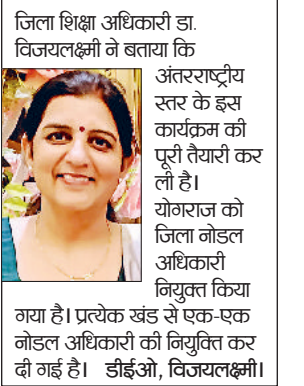 जिला शिक्षा अधिकारी डा.
विजयलक्ष्मी ने बताया कि
अंतरराष्ट्रीय
स्तर के इस
कार्यक्रम की
पूरी तैयारी कर
ली है।
योगराज को
जिला नोडल
अधिकारी
नियुक्त किया
गया है। प्रत्येक खंड से एक-एक
नोडल अधिकारी की नियुक्ति कर
दी गई है। डीईओ, विजयलक्ष्मी।